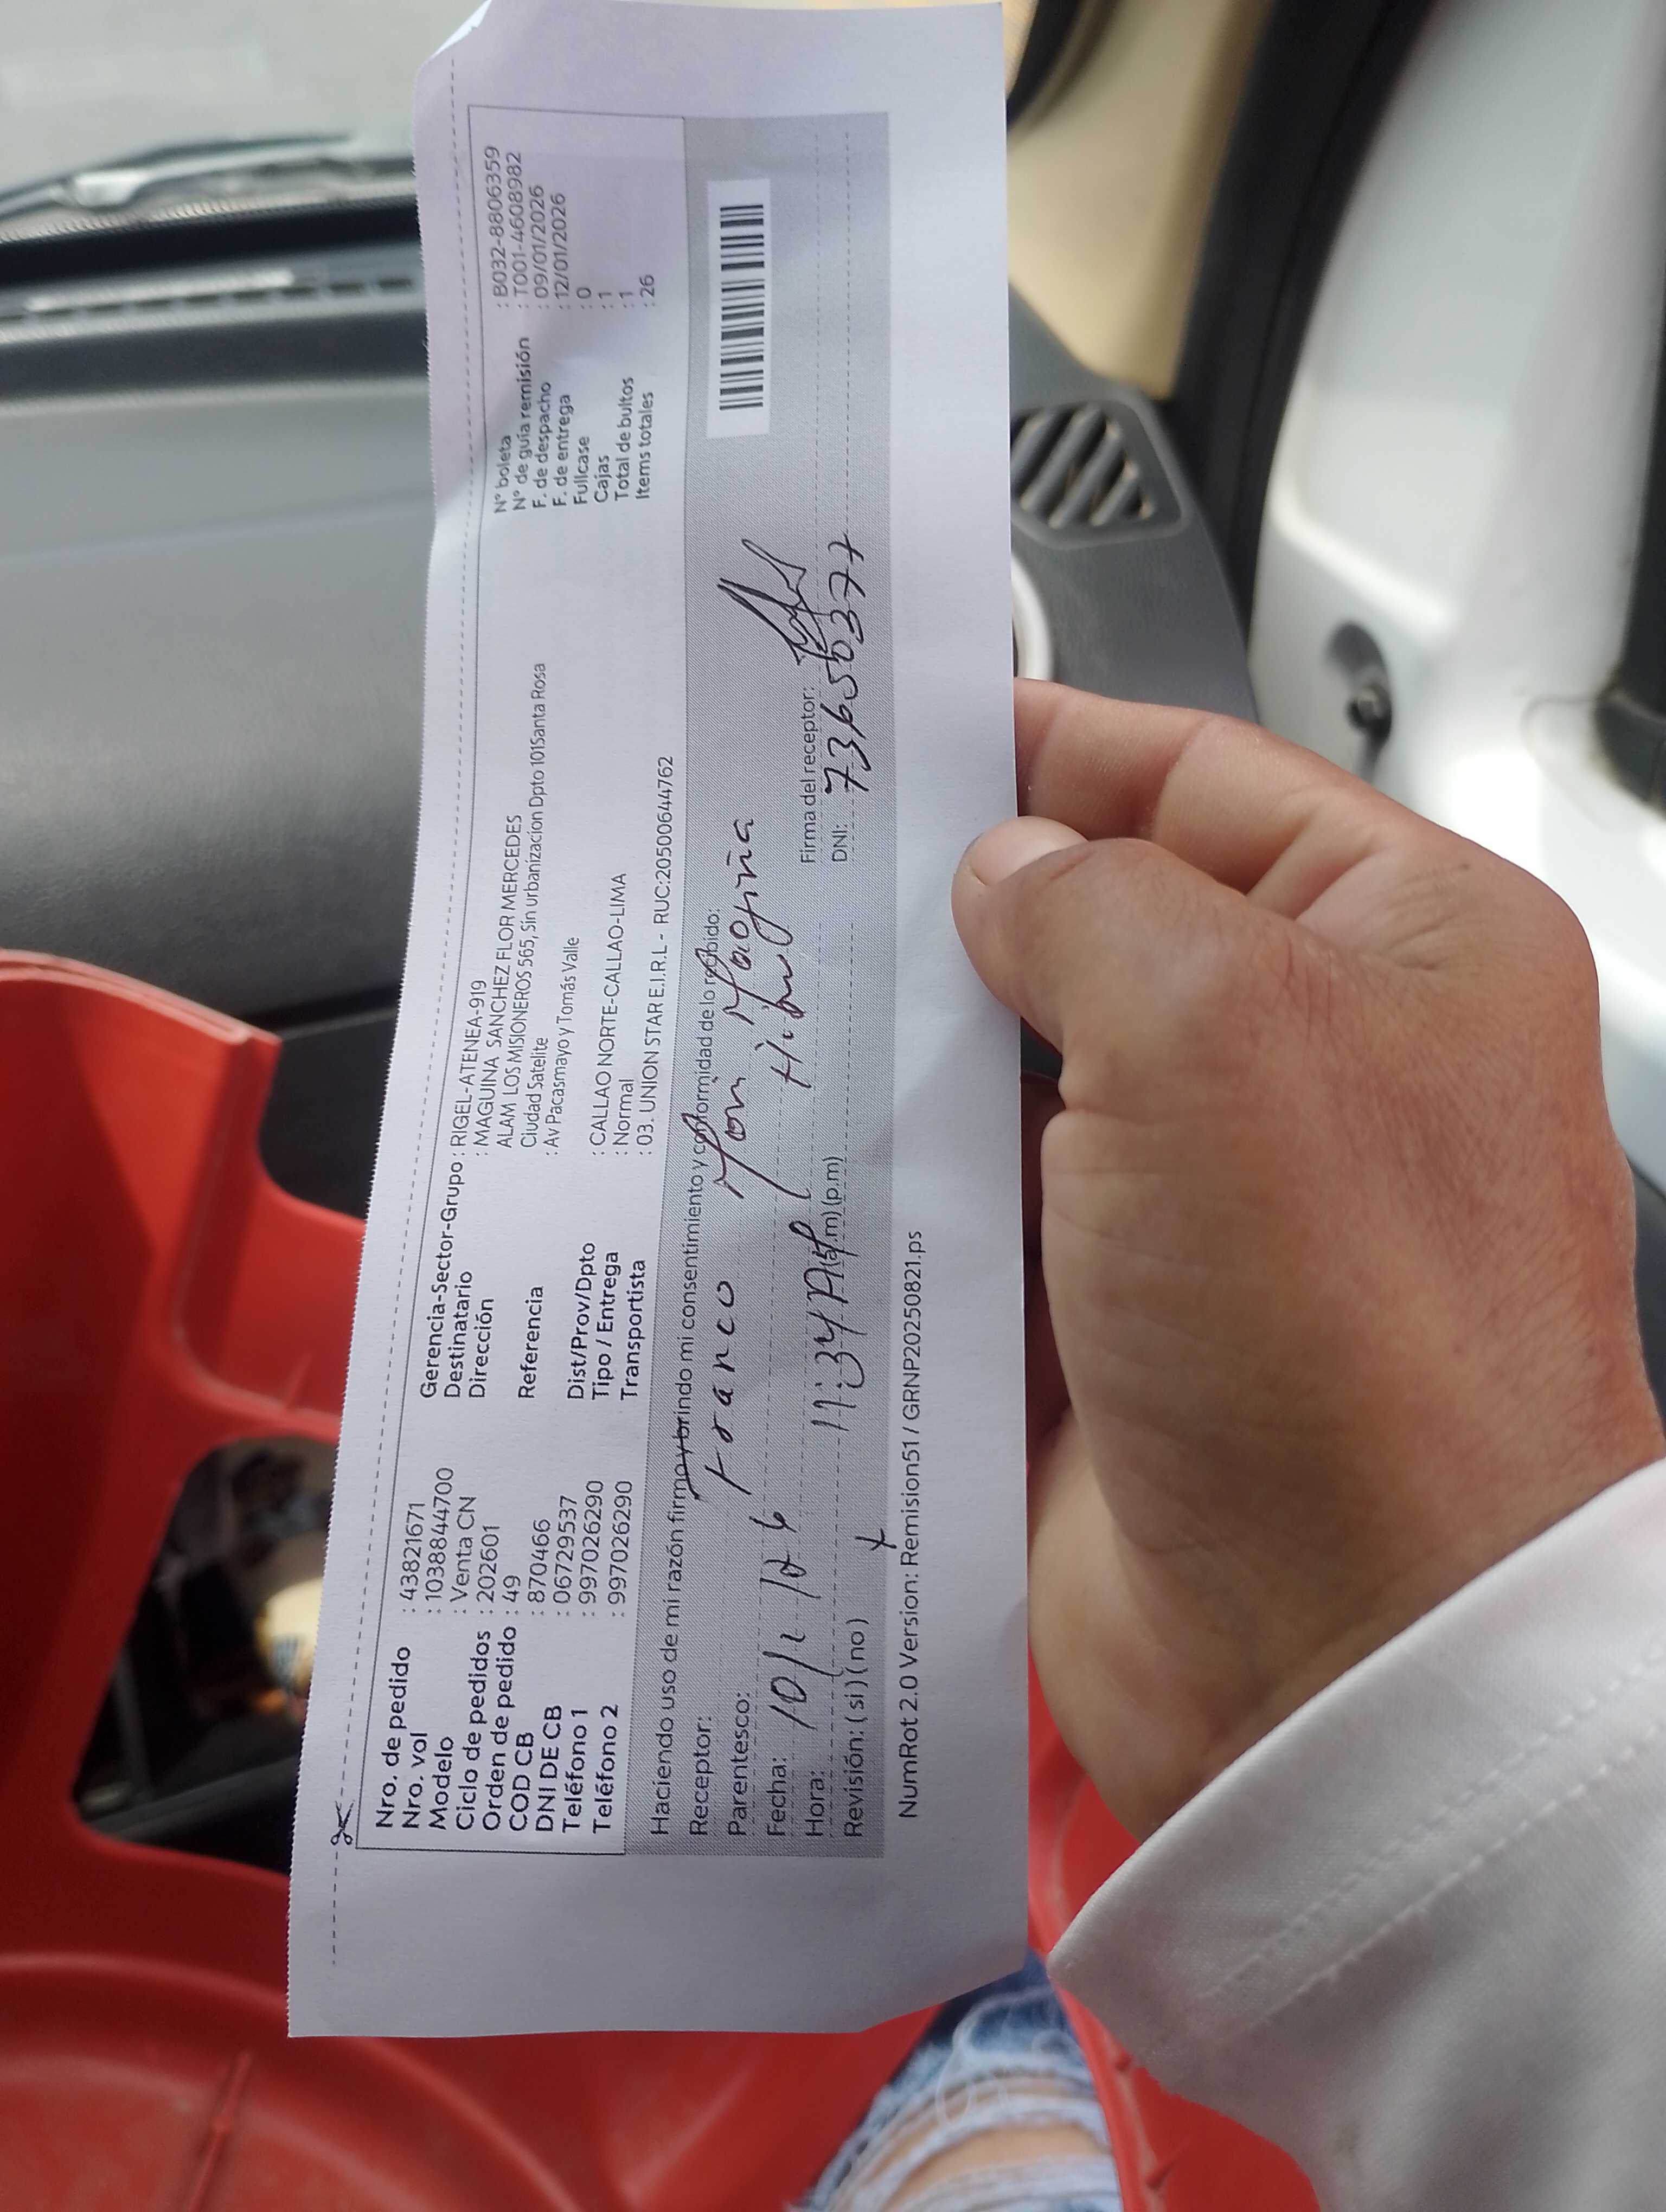 Nro. de pedido : 43821671
Nro. vol : 1038844700
Modelo : Venta CN
Ciclo de pedidos : 202601
Orden de pedido : 49
COD CB : 870466
DNI DE CB : 06729537
Teléfono 1 : 997026290
Teléfono 2 : 997026290
Gerencia-Sector-Grupo : RIGEL-ATENEA-919
Destinatario : MAGUINA SANCHEZ FLOR MERCEDES
Dirección ALAM LOS MISIONEROS 565, Sin urbanizacion Dpto 101Santa Rosa
Ciudad Satelite
Referencia : Av Pacasmayo y Tomás Valle
Dist/Prov/Dpto : CALLAO NORTE-CALLAO-LIMA
Tipo / Entrega : Normal
Transportista : 03. UNION STAR E.I.R.L - RUC:20500644762
N° boleta : B032-8806359
N° de guía remisión : T001-4608982
F. de despacho : 09/01/2026
F. de entrega : 12/01/2026
Fullcase : 0
Cajas : 1
Total de bultos : 1
Items totales : 26
Haciendo uso de mi razón firmo y brindo mi consentimiento y conformidad de lo recibido:
Receptor: Franco
Parentesco:
Fecha: 10/1
Hora: 11:34 AM (a.m) (p.m)
Revisión: ( si ) ( no )
Firma del receptor:
DNI:
NumRot 2.0 Version: Remision51 / GRNP20250821.ps